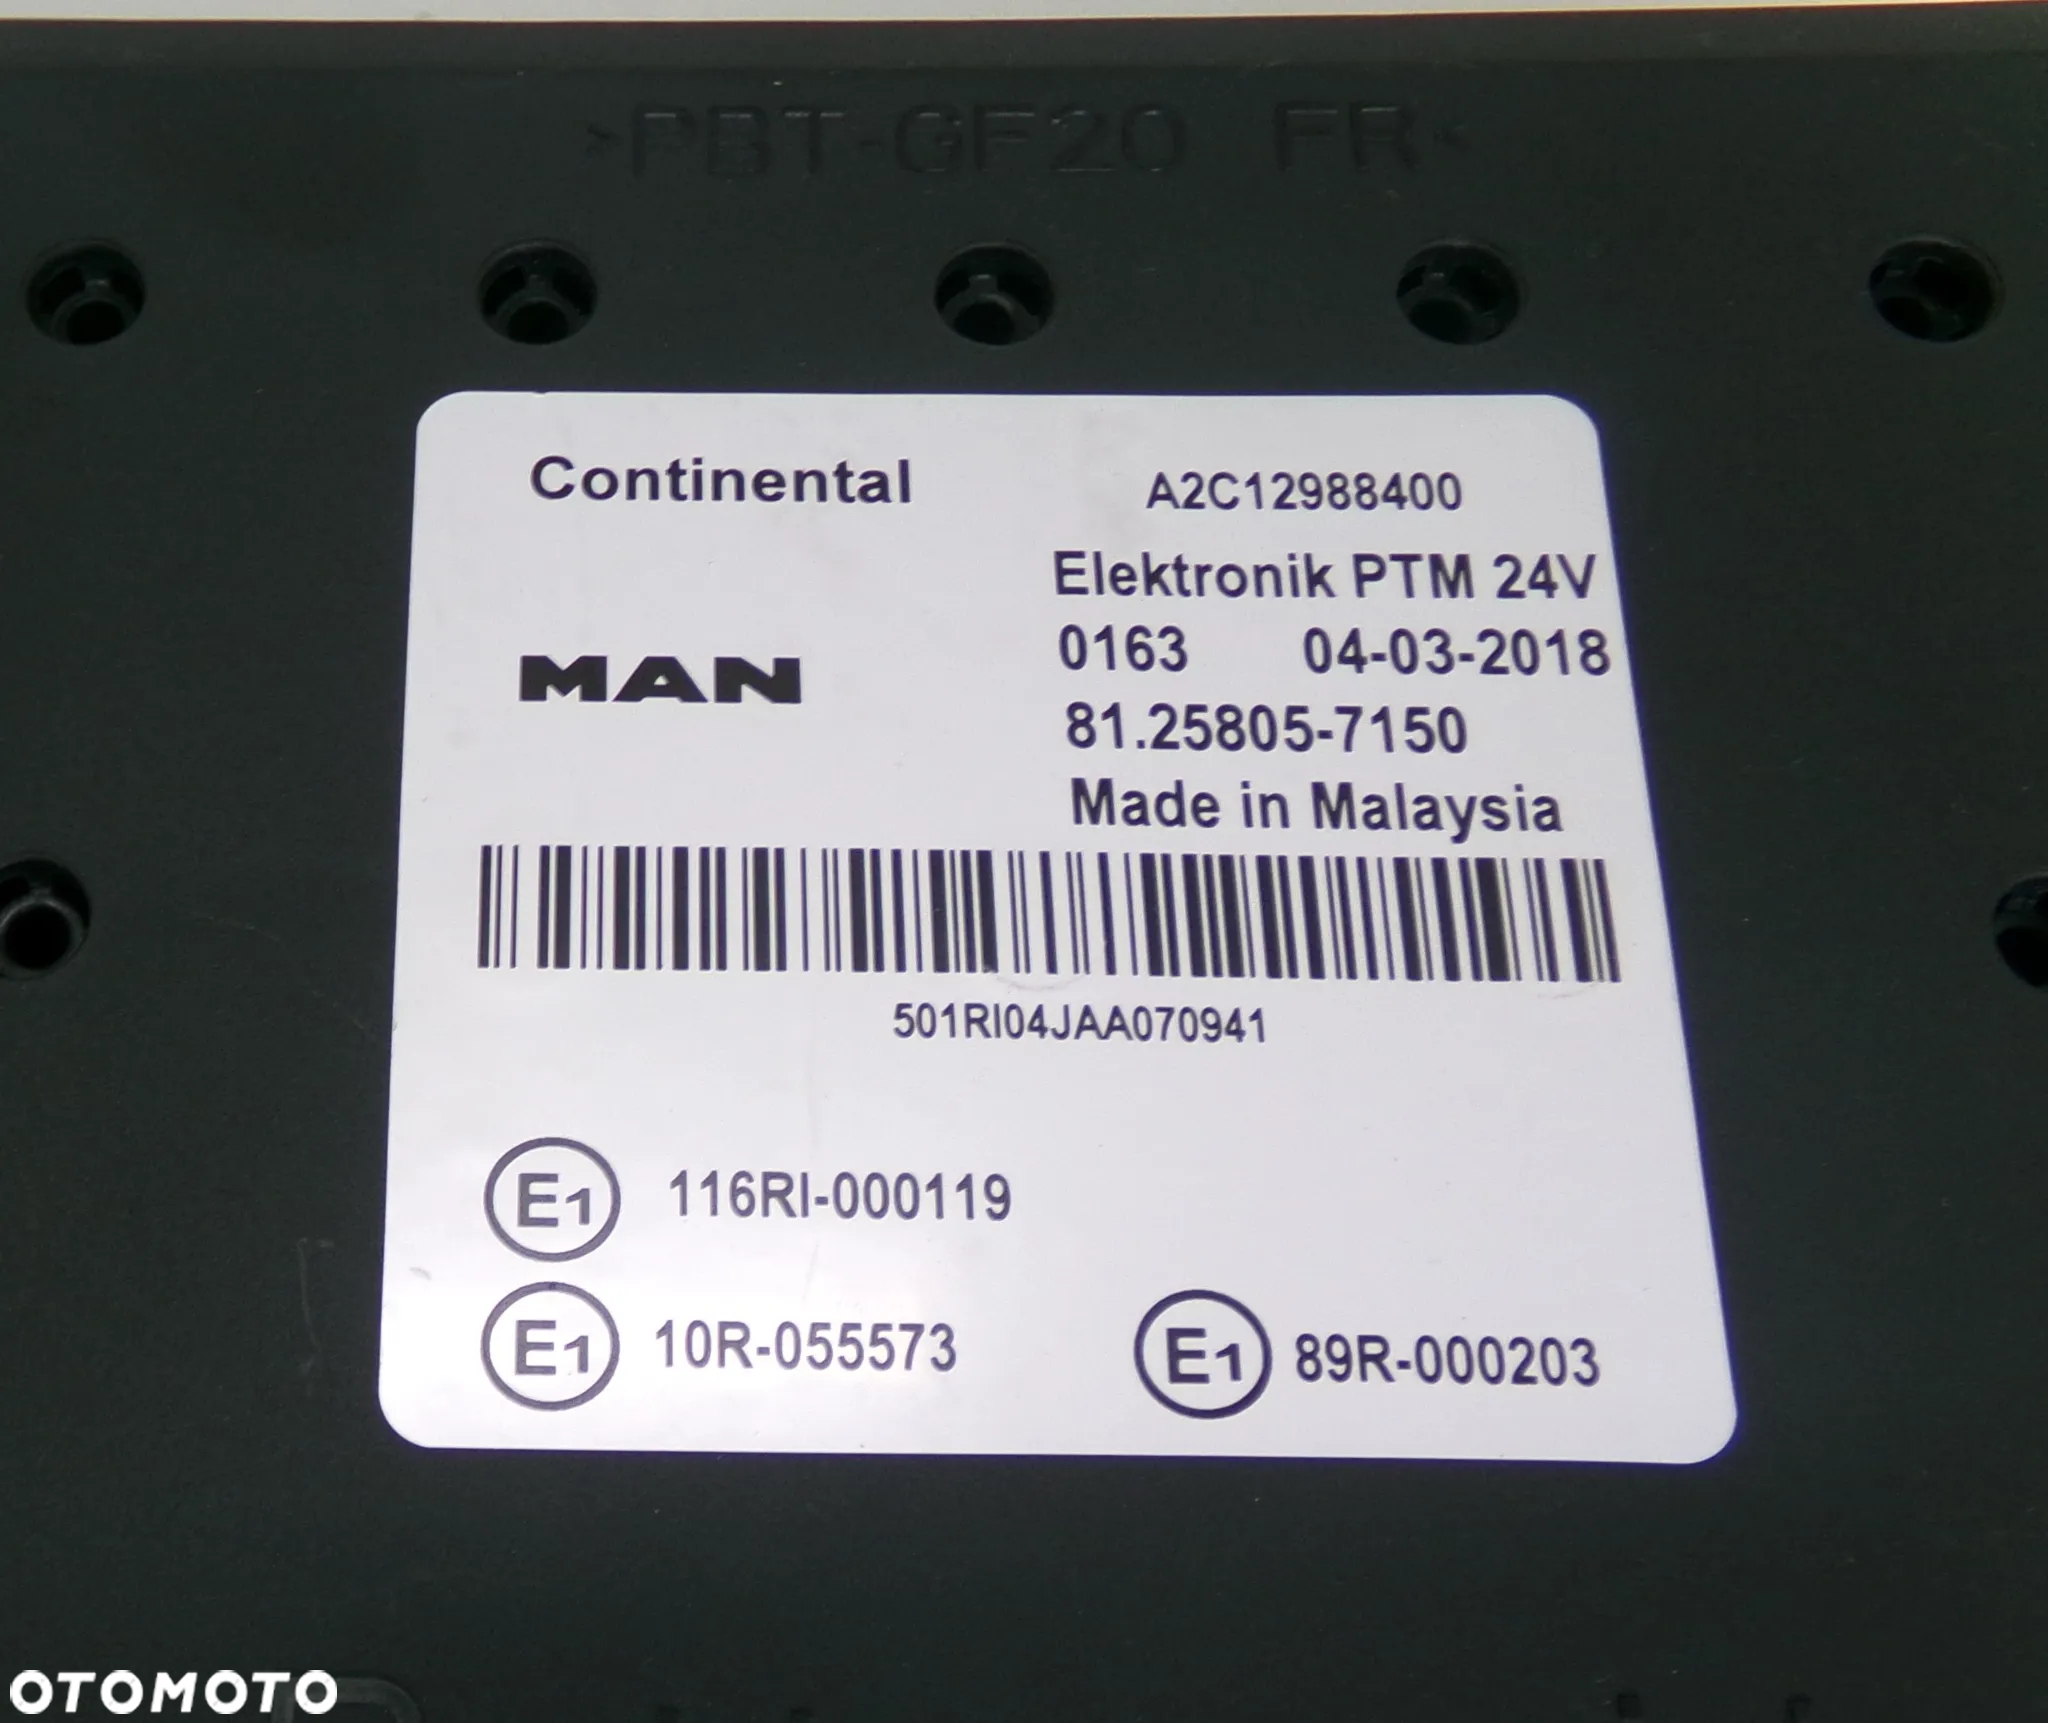 >PBT-GF20 FR<
Continental A2C12988400
Elektronik PTM 24V
0163 04-03-2018
MAN
81.25805-7150
Made in Malaysia
501RI04JAA070941
E1 116RI-000119
E1 10R-055573 E1 89R-000203
OTOMOTO